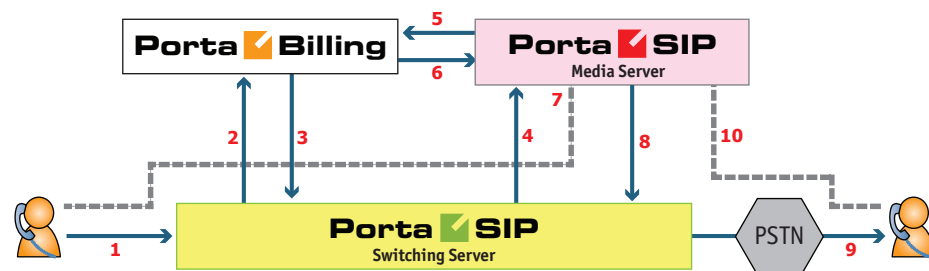 5
Porta Billing
Porta SIP
Media Server
6
7
2
3
4
8
10
Porta SIP
Switching Server
1
PSTN
9